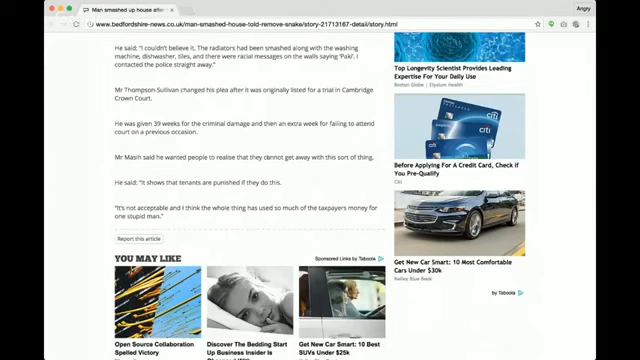 Man smashed up house after
Angry
www.bedfordshire-news.co.uk/man-smashed-house-told-remove-snake/story-21713167-detail/story.html
He said: "I couldn't believe it. The radiators had been smashed along with the washing
machine, dishwasher, tiles, and there were racial messages on the walls saying 'Paki'. I
contacted the police straight away."
Mr Thompson-Sullivan changed his plea after it was originally listed for a trial in Cambridge
Crown Court.
He was given 39 weeks for the criminal damage and then an extra week for failing to attend
court on a previous occasion.
Mr Masih said he wanted people to realise that they cannot get away with this sort of thing.
He said: "It shows that tenants are punished if they do this.
"It's not acceptable and I think the whole thing has used so much of the taxpayers money for
one stupid man."
Report this article
YOU MAY LIKE
Sponsored Links by Taboola
Open Source Collaboration
Spelled Victory
Discover The Bedding Start
Up Business Insider Is
Get New Car Smart: 10 Best
SUVs Under $25k
Top Longevity Scientist Provides Leading
Expertise For Your Daily Use
Boston Globe | Elysium Health
citi
citi
Before Applying For A Credit Card, Check if
You Pre-Qualify
Citi
Get New Car Smart: 10 Most Comfortable
Cars Under $30k
Kelley Blue Book
by Taboola